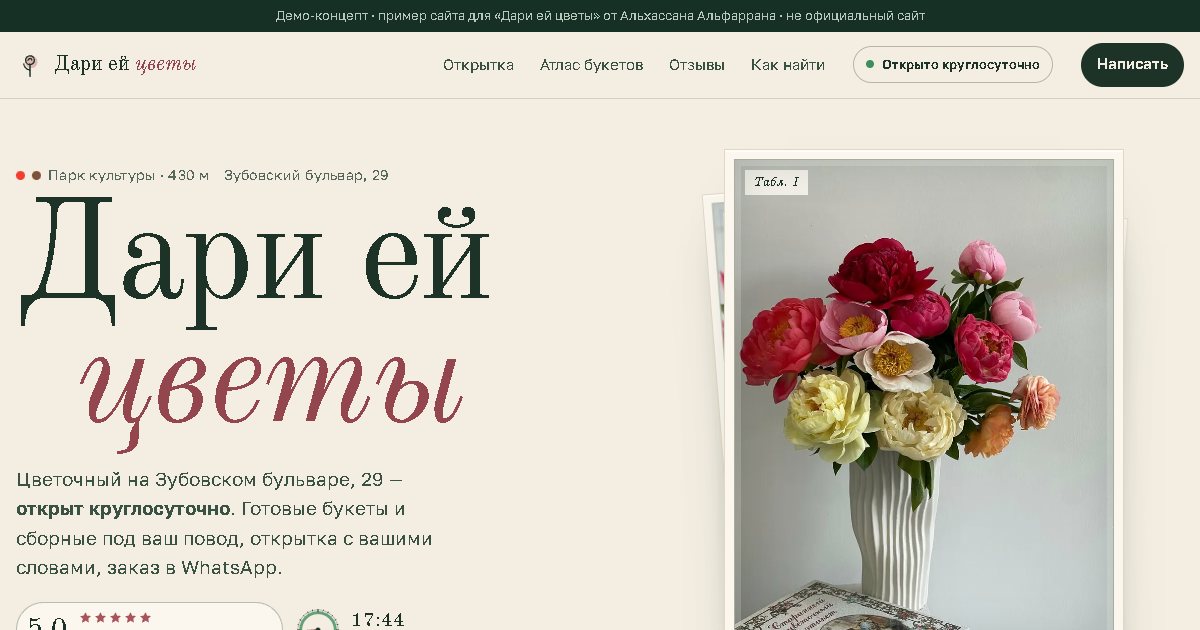 Демо-концепт · пример сайта для «Дари ей цветы» от Альхассана Альфаррана · не официальный сайт
Дари ей цветы
Открытка
Атлас букетов
Отзывы
Как найти
Открыто круглосуточно
Написать
Парк культуры · 430 м
Зубовский бульвар, 29
Дари ей
цветы
Цветочный на Зубовском бульваре, 29 —
открыт круглосуточно. Готовые букеты и
сборные под ваш повод, открытка с вашими
словами, заказ в WhatsApp.
5,0
17:44
Табл. I